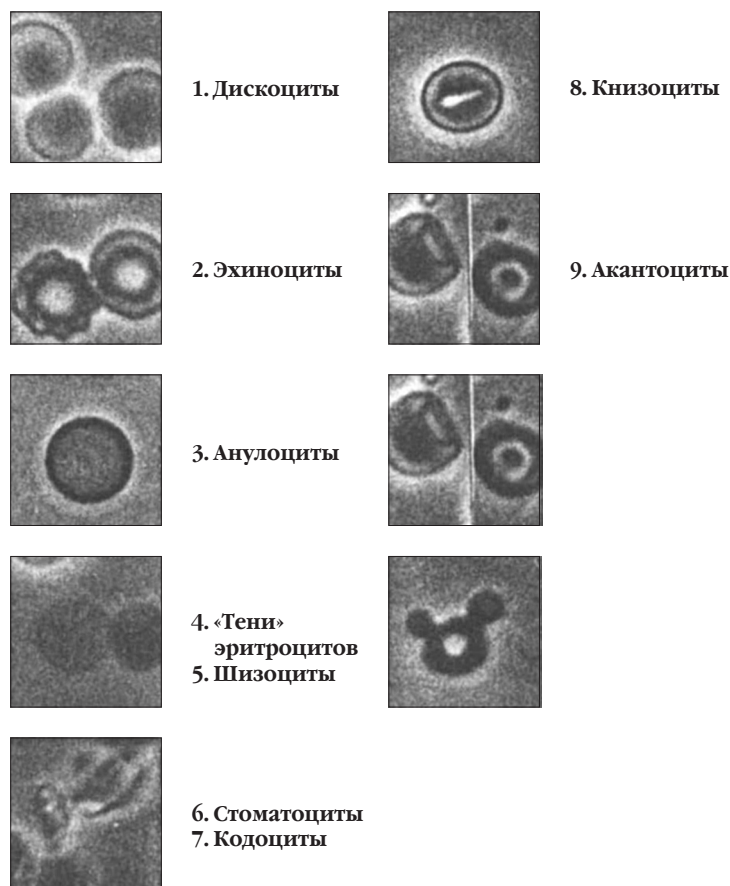 1. Дискоциты
2. Эхиноциты
3. Анулоциты
4. «Тени»
эритроцитов
5. Шизоциты
6. Стоматоциты
7. Кодоциты
8. Книзоциты
9. Акантоциты